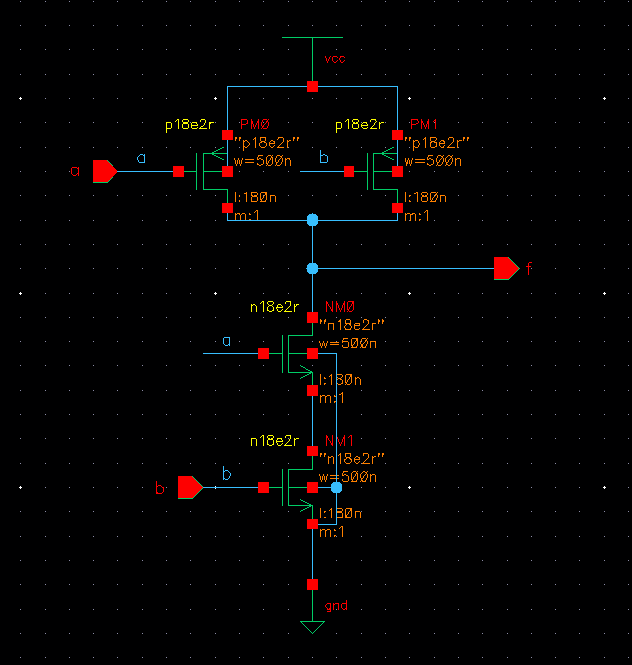 vcc
p18e2r PM0
"p18e2r"
w=500n
l:180n
m:1
p18e2r PM1
"p18e2r"
w=500n
l:180n
m:1
a
a
b
f
n18e2r NM0
"n18e2r"
w=500n
l:180n
m:1
a
n18e2r NM1
"n18e2r"
w=500n
l:180n
m:1
b
b
gnd